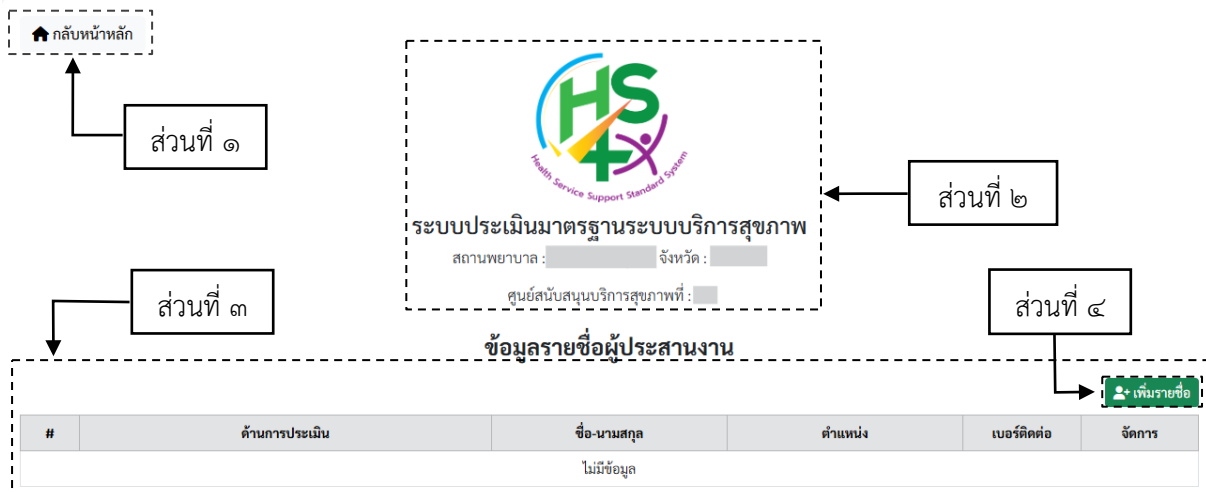 กลับหน้าหลัก
ส่วนที่ ๑
HS4
Health Service Support Standard System
ส่วนที่ ๒
ระบบประเมินมาตรฐานระบบบริการสุขภาพ
สถานพยาบาล : จังหวัด :
ศูนย์สนับสนุนบริการสุขภาพที่ :
ส่วนที่ ๓
ส่วนที่ ๔
ข้อมูลรายชื่อผู้ประสานงาน
เพิ่มรายชื่อ
# ด้านการประเมิน ชื่อ-นามสกุล ตำแหน่ง เบอร์ติดต่อ จัดการ
ไม่มีข้อมูล